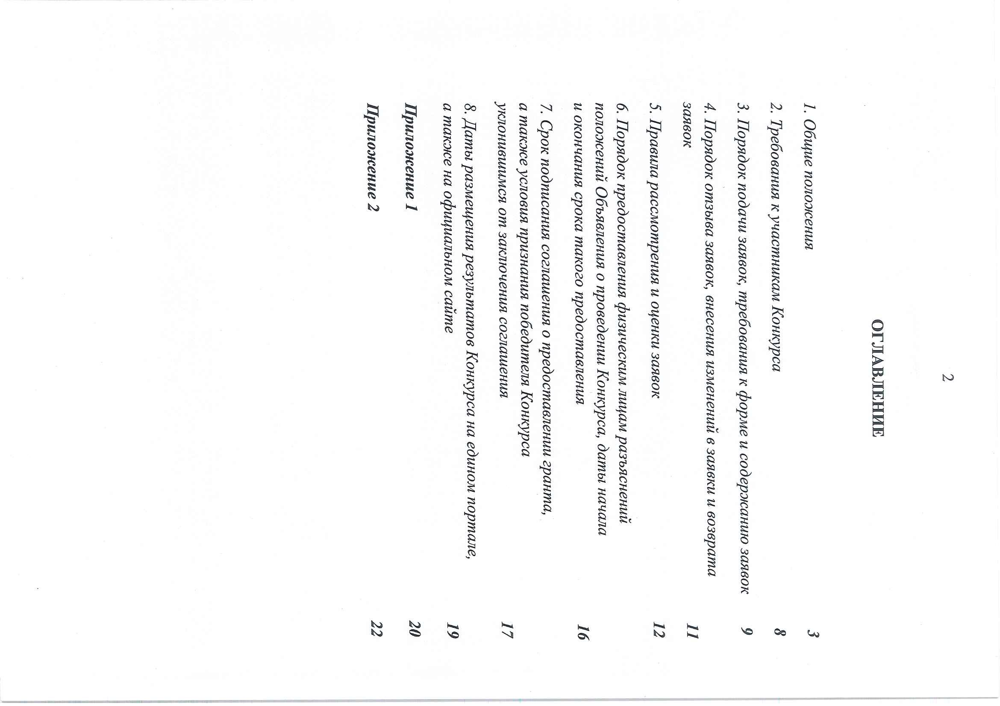 2
ОГЛАВЛЕНИЕ
1. Общие положения 3
2. Требования к участникам Конкурса 8
3. Порядок подачи заявок, требования к форме и содержанию заявок 9
4. Порядок отзыва заявок, внесения изменений в заявки и возврата
заявок 11
5. Правила рассмотрения и оценки заявок 12
6. Порядок предоставления физическим лицам разъяснений
положений Объявления о проведении Конкурса, даты начала
и окончания срока такого предоставления 16
7. Срок подписания соглашения о предоставлении гранта,
а также условия признания победителя Конкурса
уклонившимся от заключения соглашения 17
8. Даты размещения результатов Конкурса на едином портале,
а также на официальном сайте 19
Приложение 1 20
Приложение 2 22